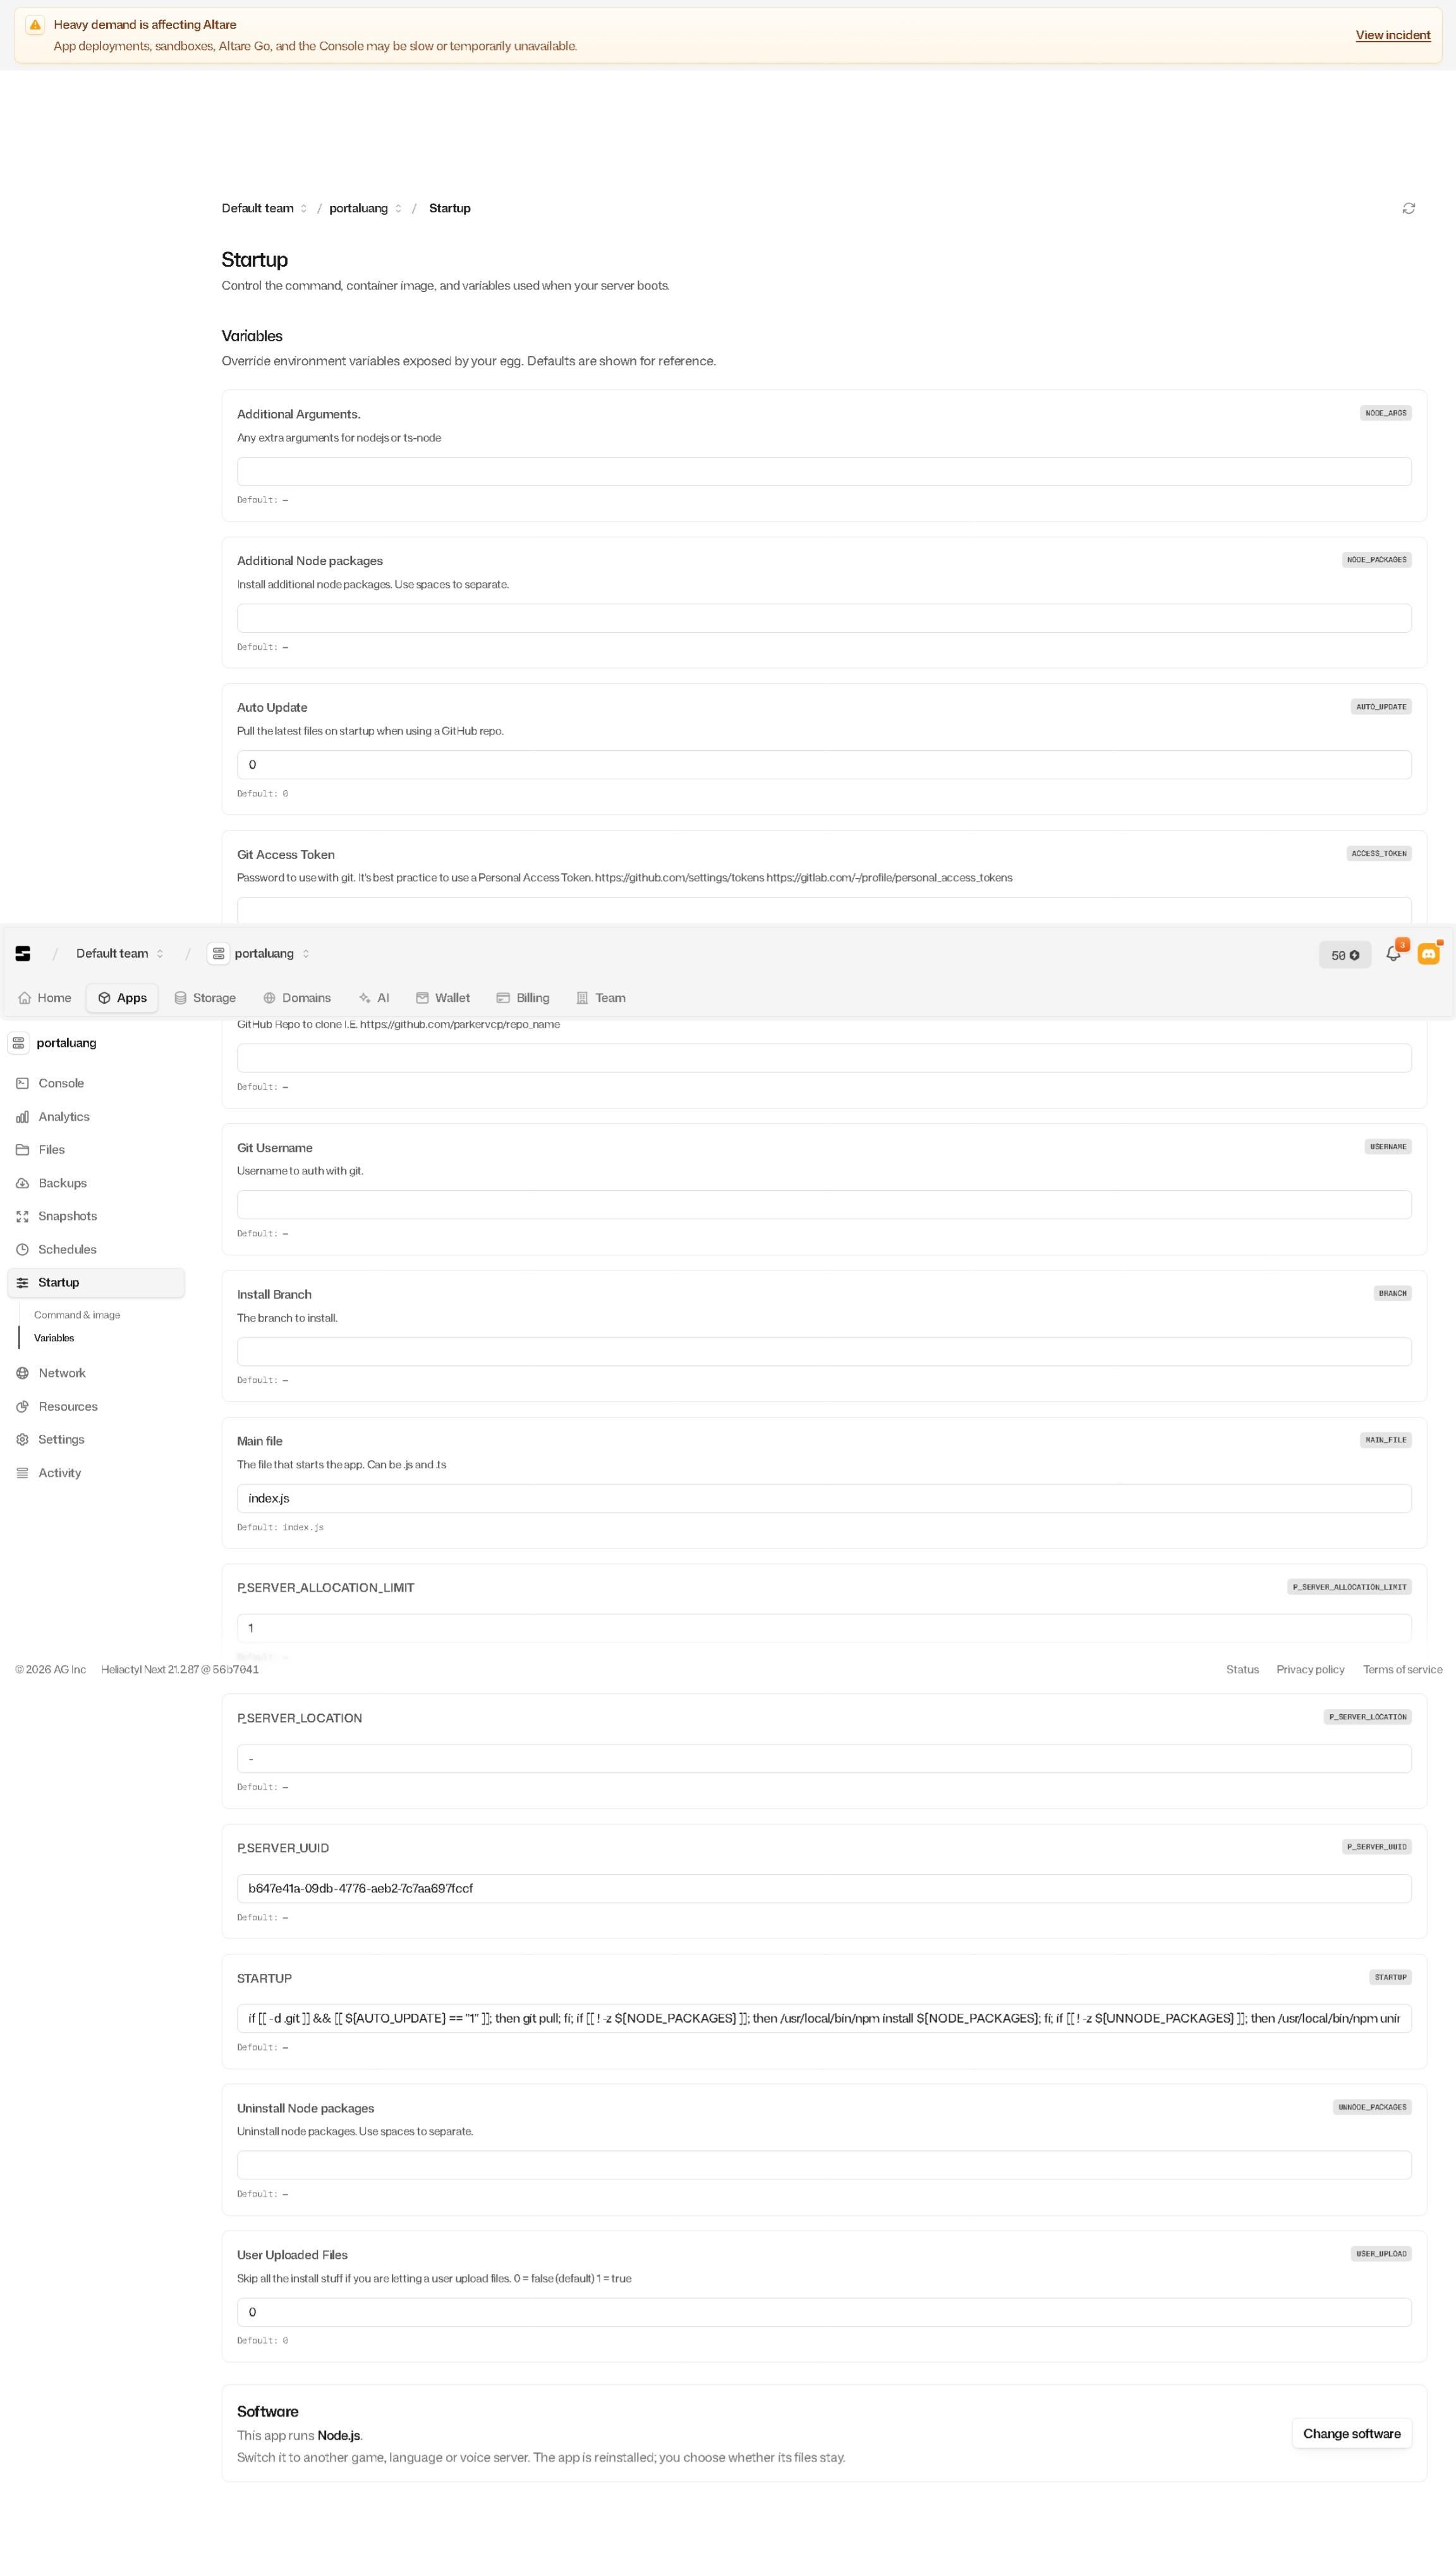 Heavy demand is affecting Altare
App deployments, sandboxes, Altare Go, and the Console may be slow or temporarily unavailable.
View incident
Default team / portaluang / Startup
Startup
Control the command, container image, and variables used when your server boots.
Variables
Override environment variables exposed by your egg. Defaults are shown for reference.
Additional Arguments.
NODE_ARGS
Any extra arguments for nodejs or ts-node
Default: —
Additional Node packages
NODE_PACKAGES
Install additional node packages. Use spaces to separate.
Default: —
Auto Update
AUTO_UPDATE
Pull the latest files on startup when using a GitHub repo.
0
Default: 0
Git Access Token
ACCESS_TOKEN
Password to use with git. It's best practice to use a Personal Access Token. https://github.com/settings/tokens https://gitlab.com/-/profile/personal_access_tokens
/ Default team / portaluang
50
3
Home
Apps
Storage
Domains
AI
Wallet
Billing
Team
GitHub Repo to clone I.E. https://github.com/parkervcp/repo_name
Default: —
portaluang
Console
Analytics
Files
Backups
Snapshots
Schedules
Startup
Command & image
Variables
Network
Resources
Settings
Activity
Git Username
USERNAME
Username to auth with git.
Default: —
Install Branch
BRANCH
The branch to install.
Default: —
Main file
MAIN_FILE
The file that starts the app. Can be .js and .ts
index.js
Default: index.js
P_SERVER_ALLOCATION_LIMIT
P_SERVER_ALLOCATION_LIMIT
1
© 2026 AG Inc
Heliactyl Next 21.2.87 @ 56b7041
Status
Privacy policy
Terms of service
P_SERVER_LOCATION
P_SERVER_LOCATION
-
Default: —
P_SERVER_UUID
P_SERVER_UUID
b647e41a-09db-4776-aeb2-7c7aa697fccf
Default: —
STARTUP
STARTUP
if [[ -d .git ]] && [[ ${AUTO_UPDATE} == "1" ]]; then git pull; fi; if [[ ! -z ${NODE_PACKAGES} ]]; then /usr/local/bin/npm install ${NODE_PACKAGES}; fi; if [[ ! -z ${UNNODE_PACKAGES} ]]; then /usr/local/bin/npm unir
Default: —
Uninstall Node packages
UNNODE_PACKAGES
Uninstall node packages. Use spaces to separate.
Default: —
User Uploaded Files
USER_UPLOAD
Skip all the install stuff if you are letting a user upload files. 0 = false (default) 1 = true
0
Default: 0
Software
This app runs Node.js.
Switch it to another game, language or voice server. The app is reinstalled; you choose whether its files stay.
Change software